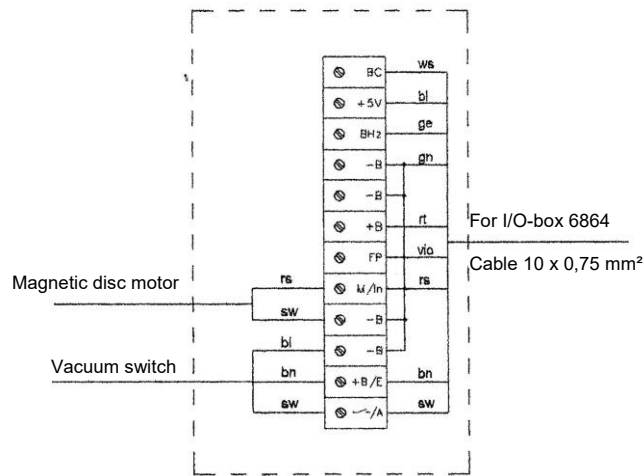 BC ws
+5V bl
BH2 ge
-B gn
-B
+B rt
For I/O-box 6864
FP vio
Cable 10 x 0,75 mm²
Magnetic disc motor
rs M/In rs
sw -B
bl -B
Vacuum switch
bn +B/E bn
sw /A sw